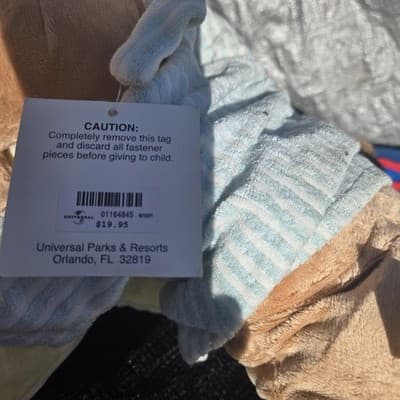 CAUTION:
Completely remove this tag
and discard all fastener
pieces before giving to child.
UNIVERSAL
01164845
$19.95
Universal Parks & Resorts
Orlando, FL 32819